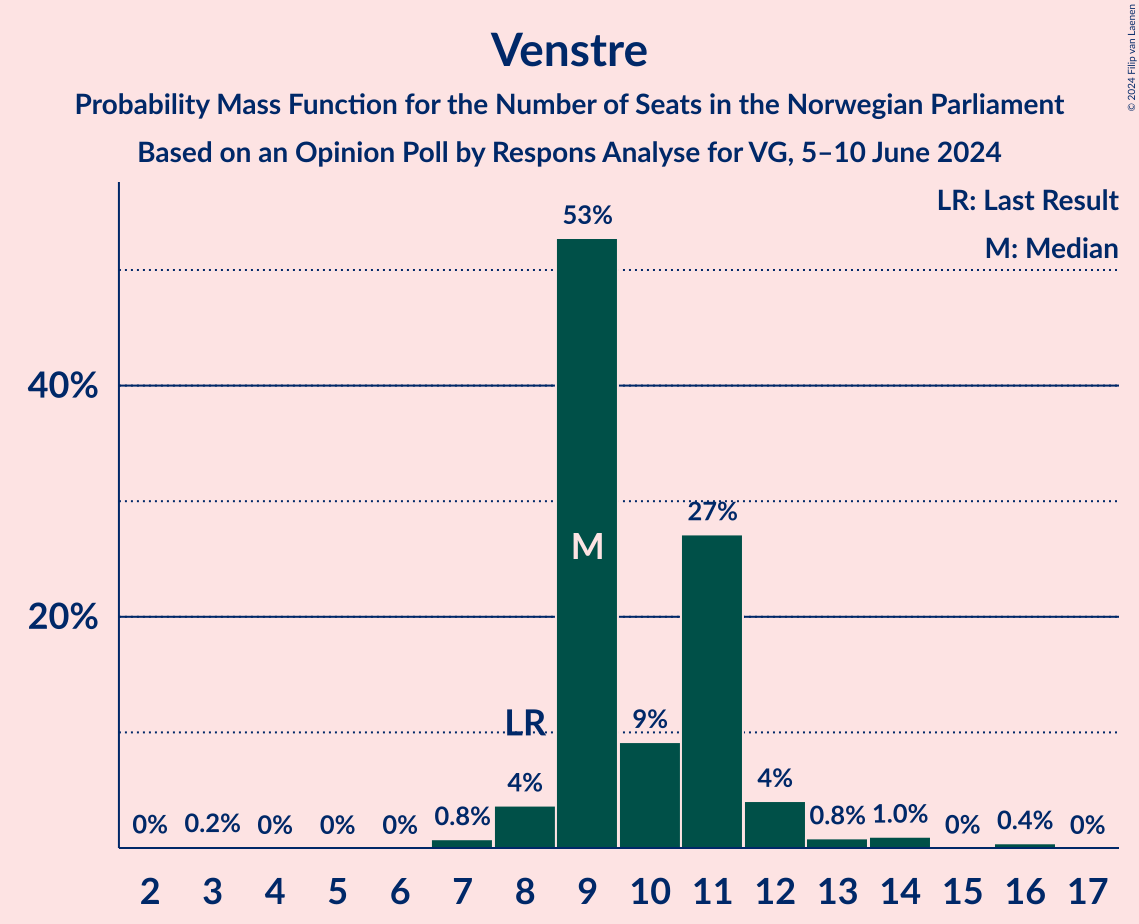 Venstre
Probability Mass Function for the Number of Seats in the Norwegian Parliament
Based on an Opinion Poll by Respons Analyse for VG, 5–10 June 2024
© 2024 Filip van Laenen
LR: Last Result
M: Median
40%
20%
0%
0.2%
0%
0%
0%
0.8%
4%
LR
53%
M
9%
27%
4%
0.8%
1.0%
0%
0.4%
0%
2 3 4 5 6 7 8 9 10 11 12 13 14 15 16 17